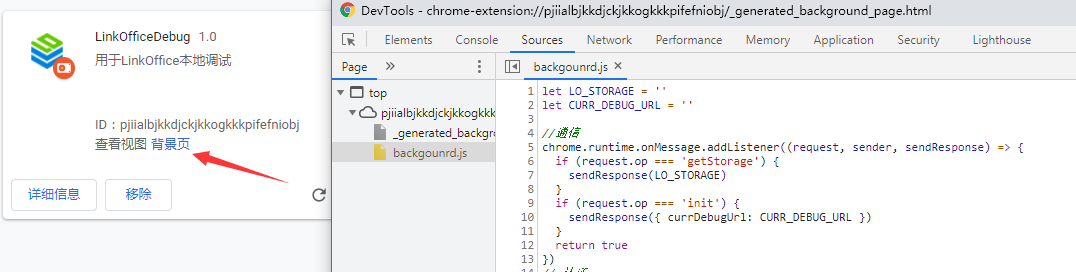 LinkOfficeDebug 1.0
用于LinkOffice本地调试
ID：pjiialbjkkdjckjkkogkkkpifefniobj
查看视图 背景页
详细信息 移除
DevTools - chrome-extension://pjiialbjkkdjckjkkogkkkpifefniobj/_generated_background_page.html
Elements Console Sources Network Performance Memory Application Security Lighthouse
Page » backgounrd.js ×
top
pjiialbjkkdjckjkkogkkk
_generated_backgr
backgounrd.js
1 let LO_STORAGE = ''
2 let CURR_DEBUG_URL = ''
3
4 //通信
5 chrome.runtime.onMessage.addListener((request, sender, sendResponse) => {
6 if (request.op === 'getStorage') {
7 sendResponse(LO_STORAGE)
8 }
9 if (request.op === 'init') {
10 sendResponse({ currDebugUrl: CURR_DEBUG_URL })
11 }
12 return true
13 })